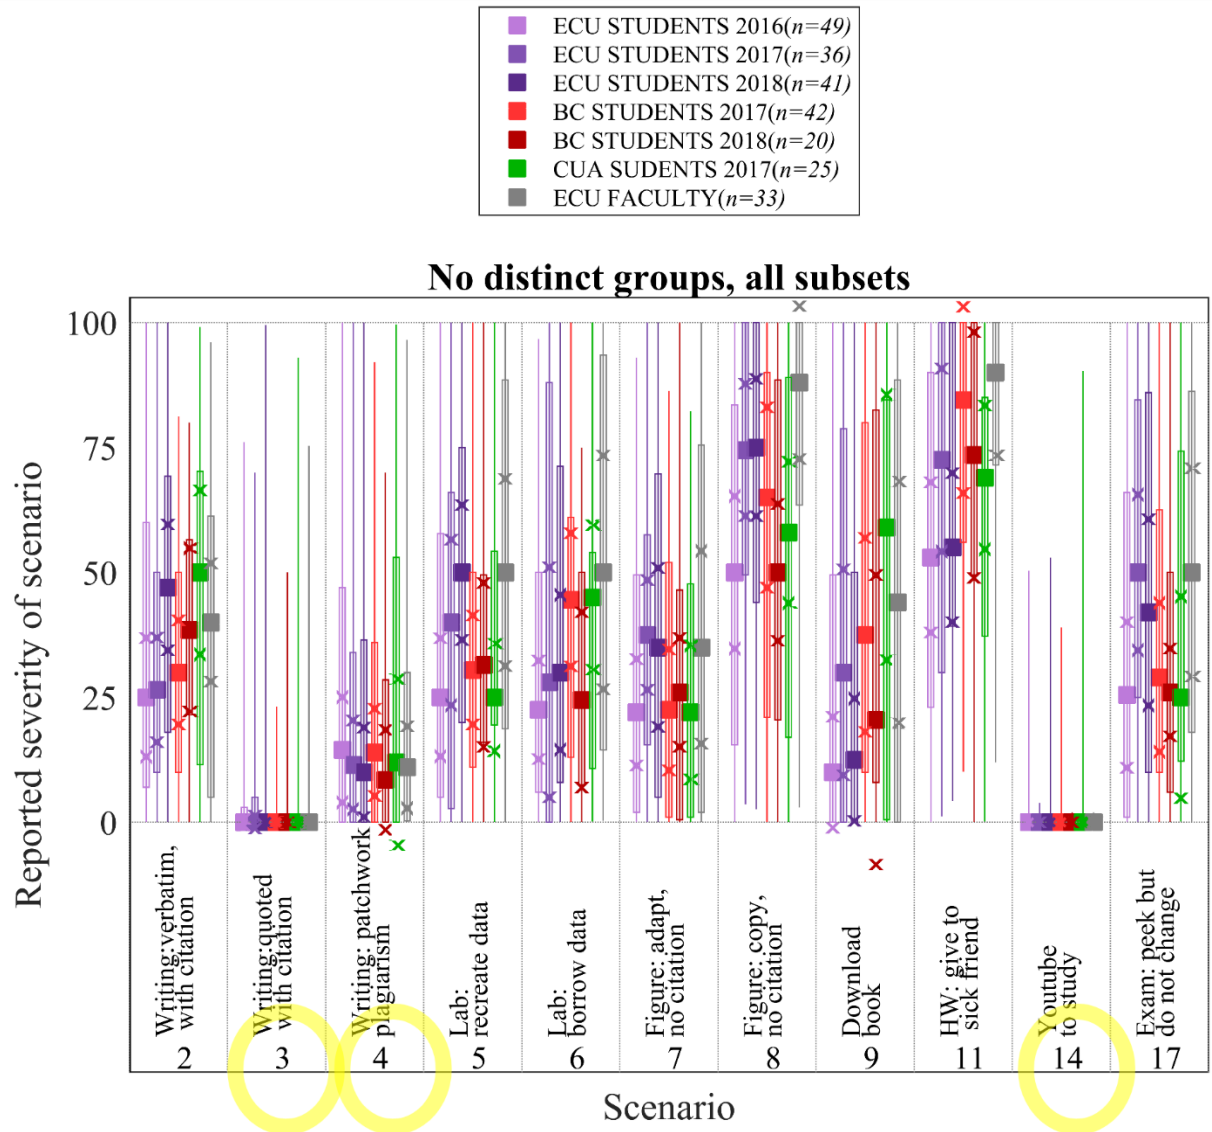 ECU STUDENTS 2016(n=49)
ECU STUDENTS 2017(n=36)
ECU STUDENTS 2018(n=41)
BC STUDENTS 2017(n=42)
BC STUDENTS 2018(n=20)
CUA SUDENTS 2017(n=25)
ECU FACULTY(n=33)
No distinct groups, all subsets
Reported severity of scenario
100
75
50
25
0
Writing:verbatim,
with citation
Writing:quoted
with citation
Writing: patchwork
plagiarism
Lab:
recreate data
Lab:
borrow data
Figure: adapt,
no citation
Figure: copy,
no citation
Download
book
HW: give to
sick friend
Youtube
to study
Exam: peek but
do not change
2
3
4
5
6
7
8
9
11
14
17
Scenario